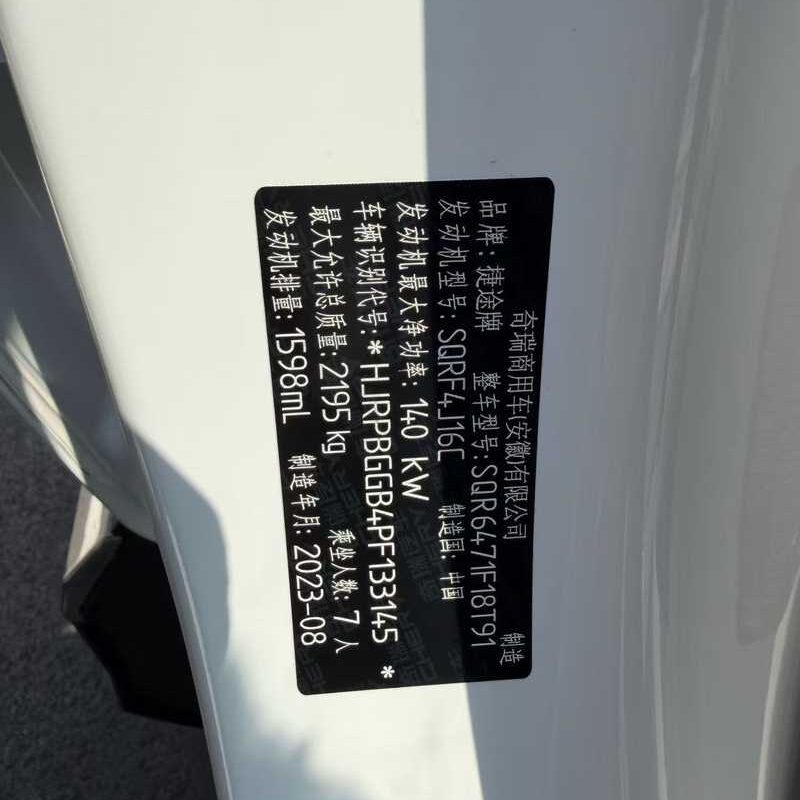 奇瑞商用车(安徽)有限公司 制造
品牌: 捷途牌 整车型号:SQR6471F18T91
发动机型号: SQRF4J16C 制造国: 中国
发动机最大净功率: 140 kW
车辆识别代号:*HJRPBGGB4PF133145*
最大允许总质量: 2195 kg 乘坐人数: 7 人
发动机排量: 1598mL 制造年月: 2023-08